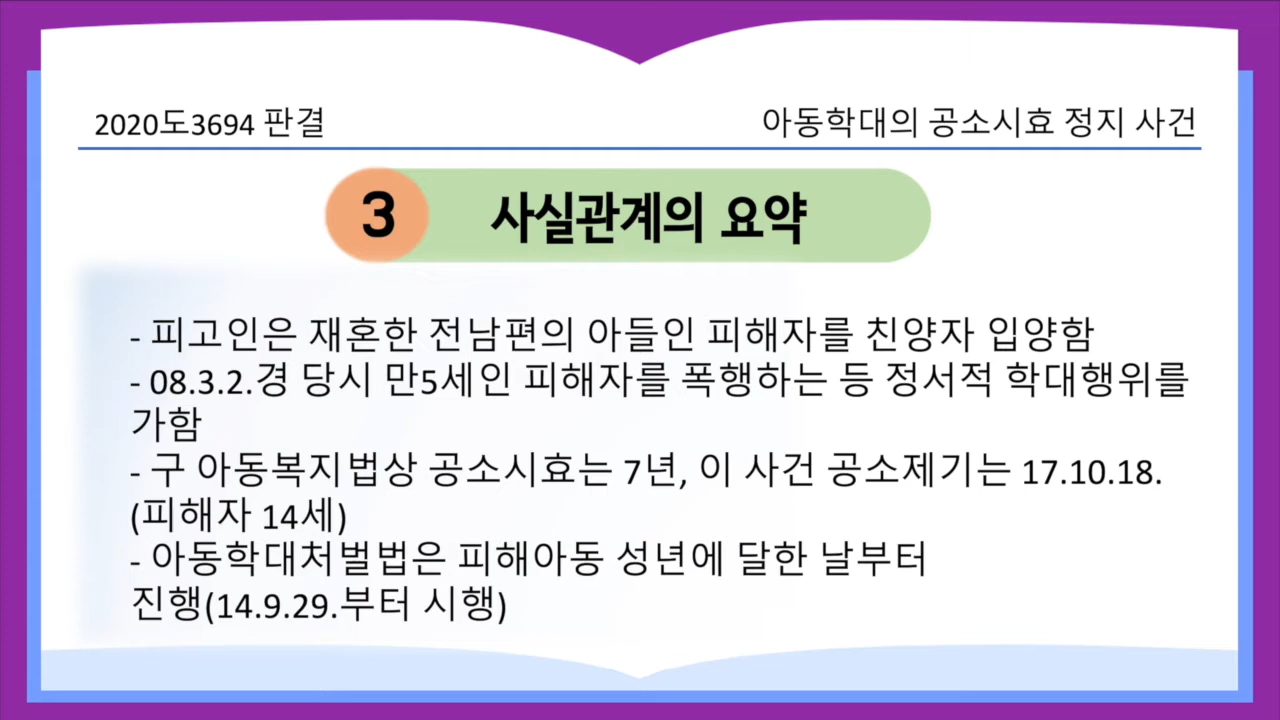 2020도3694 판결
아동학대의 공소시효 정지 사건
3 사실관계의 요약
- 피고인은 재혼한 전남편의 아들인 피해자를 친양자 입양함
- 08.3.2.경 당시 만5세인 피해자를 폭행하는 등 정서적 학대행위를
가함
- 구 아동복지법상 공소시효는 7년, 이 사건 공소제기는 17.10.18.
(피해자 14세)
- 아동학대처벌법은 피해아동 성년에 달한 날부터
진행(14.9.29.부터 시행)